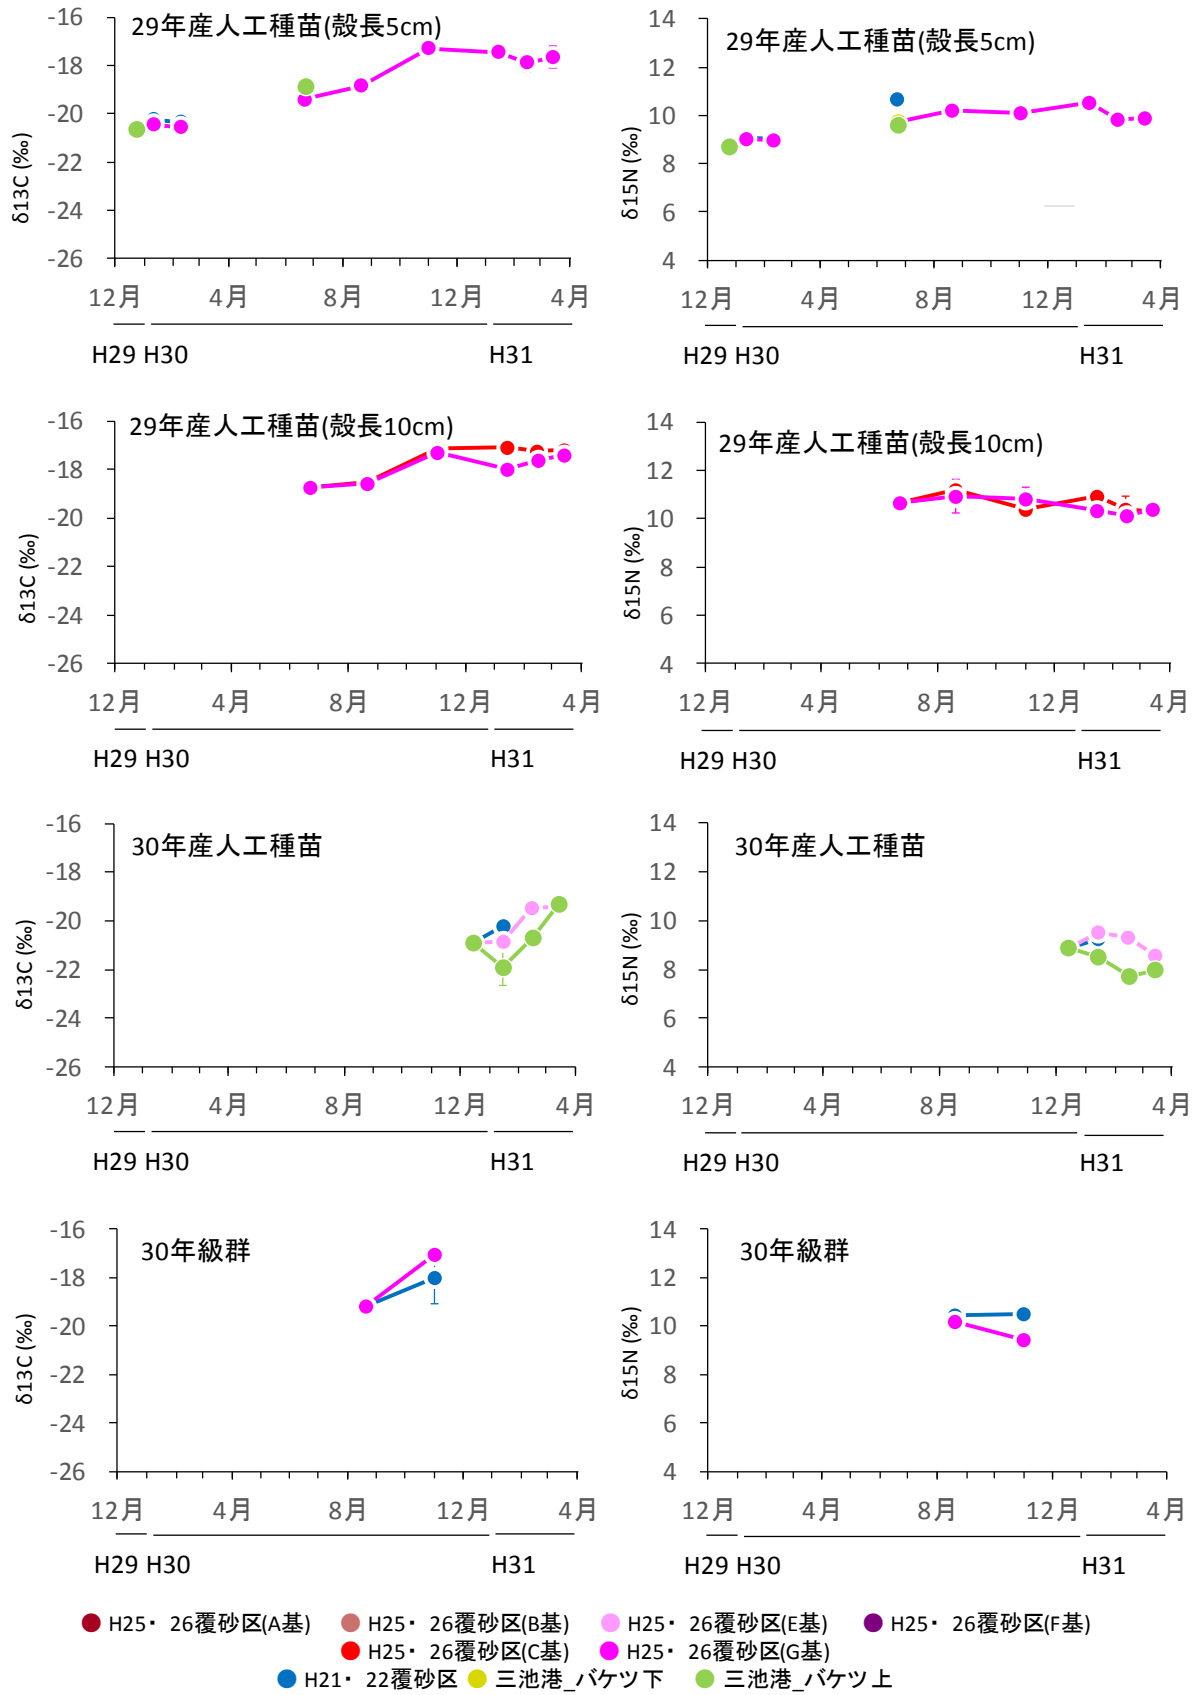 29年産人工種苗(殻長5cm)
δ13C (‰)
-16
-18
-20
-22
-24
-26
12月 4月 8月 12月 4月
H29 H30 H31
29年産人工種苗(殻長5cm)
δ15N (‰)
14
12
10
8
6
4
12月 4月 8月 12月 4月
H29 H30 H31
29年産人工種苗(殻長10cm)
δ13C (‰)
-16
-18
-20
-22
-24
-26
12月 4月 8月 12月 4月
H29 H30 H31
29年産人工種苗(殻長10cm)
δ15N (‰)
14
12
10
8
6
4
12月 4月 8月 12月 4月
H29 H30 H31
30年産人工種苗
δ13C (‰)
-16
-18
-20
-22
-24
-26
12月 4月 8月 12月 4月
H29 H30 H31
30年産人工種苗
δ15N (‰)
14
12
10
8
6
4
12月 4月 8月 12月 4月
H29 H30 H31
30年級群
δ13C (‰)
-16
-18
-20
-22
-24
-26
12月 4月 8月 12月 4月
H29 H30 H31
30年級群
δ15N (‰)
14
12
10
8
6
4
12月 4月 8月 12月 4月
H29 H30 H31
H25・26覆砂区(A基) H25・26覆砂区(B基) H25・26覆砂区(E基) H25・26覆砂区(F基)
H25・26覆砂区(C基) H25・26覆砂区(G基)
H21・22覆砂区 三池港_バケツ下 三池港_バケツ上